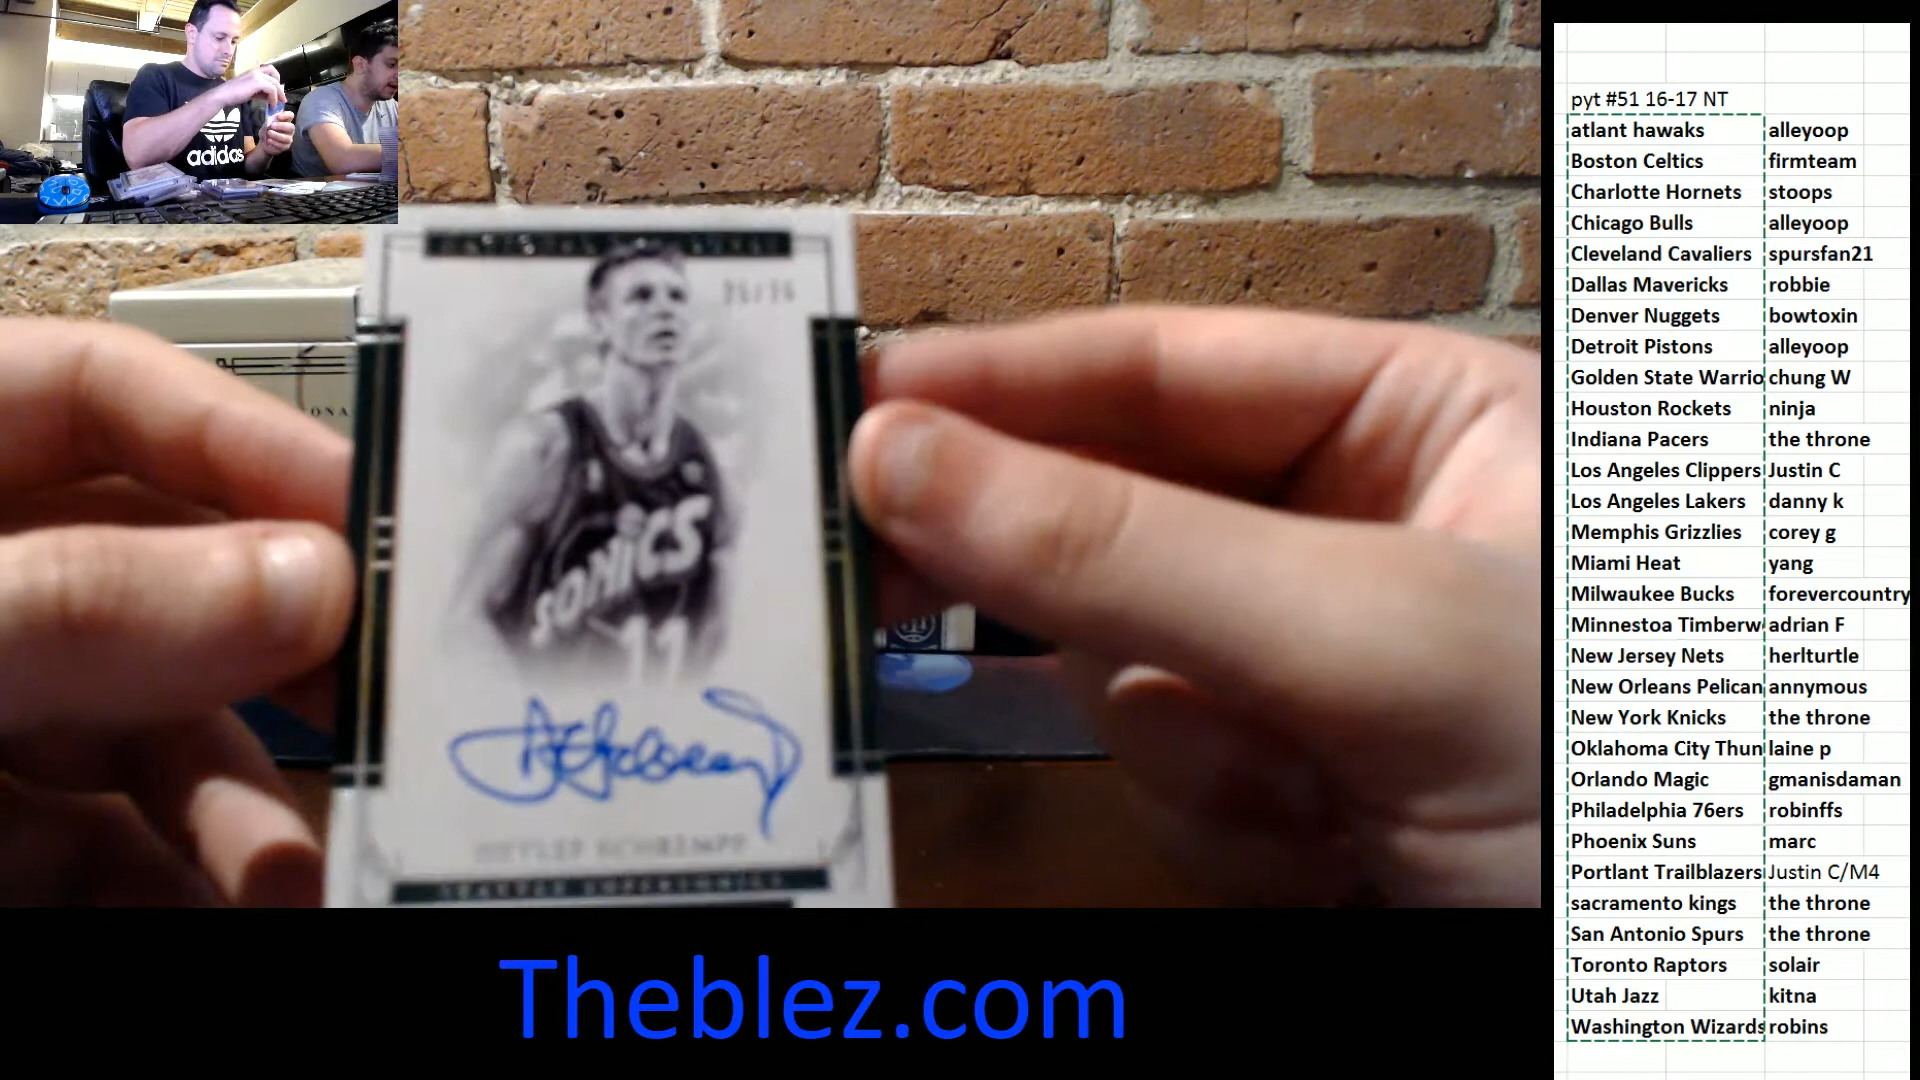 adidas
SONICS
11
DETLEF SCHREMPF
SEATTLE SUPERSONICS
Theblez.com
pyt #51 16-17 NT
atlant hawaks alleyoop
Boston Celtics firmteam
Charlotte Hornets stoops
Chicago Bulls alleyoop
Cleveland Cavaliers spursfan21
Dallas Mavericks robbie
Denver Nuggets bowtoxin
Detroit Pistons alleyoop
Golden State Warrio chung W
Houston Rockets ninja
Indiana Pacers the throne
Los Angeles Clippers Justin C
Los Angeles Lakers danny k
Memphis Grizzlies corey g
Miami Heat yang
Milwaukee Bucks forevercountry
Minnestoa Timberw adrian F
New Jersey Nets herlturtle
New Orleans Pelican annymous
New York Knicks the throne
Oklahoma City Thun laine p
Orlando Magic gmanisdaman
Philadelphia 76ers robinffs
Phoenix Suns marc
Portlant Trailblazers Justin C/M4
sacramento kings the throne
San Antonio Spurs the throne
Toronto Raptors solair
Utah Jazz kitna
Washington Wizards robins